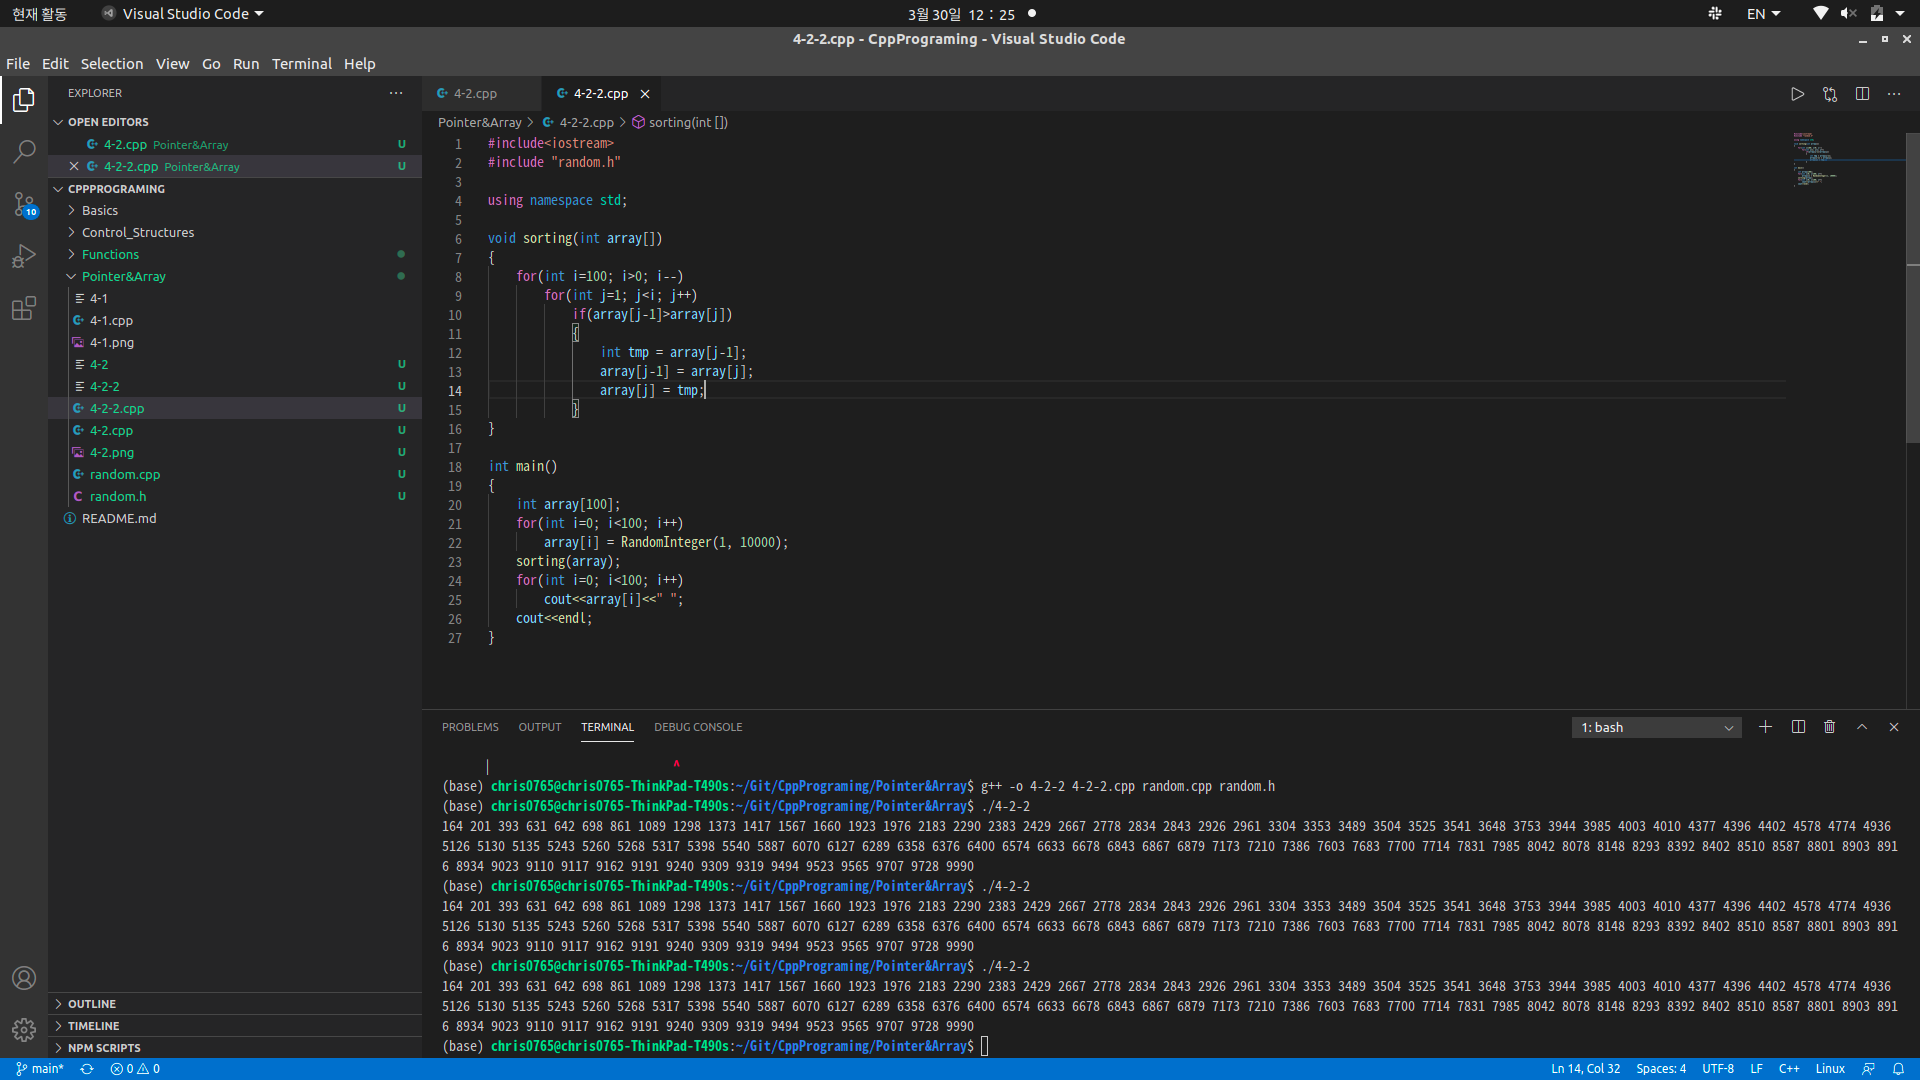 현재 활동 Visual Studio Code 3월 30일 12 : 25 EN
4-2-2.cpp - CppPrograming - Visual Studio Code
File Edit Selection View Go Run Terminal Help
EXPLORER
OPEN EDITORS
4-2.cpp Pointer&Array U
4-2-2.cpp Pointer&Array U
CPPPROGRAMING
10
Basics
Control_Structures
Functions
Pointer&Array
4-1
4-1.cpp
4-1.png
4-2 U
4-2-2 U
4-2-2.cpp U
4-2.cpp U
4-2.png U
random.cpp U
random.h U
README.md
OUTLINE
TIMELINE
NPM SCRIPTS
4-2.cpp 4-2-2.cpp
Pointer&Array > 4-2-2.cpp > sorting(int [])
1 #include<iostream>
2 #include "random.h"
3
4 using namespace std;
5
6 void sorting(int array[])
7 {
8 for(int i=100; i>0; i--)
9 for(int j=1; j<i; j++)
10 if(array[j-1]>array[j])
11 {
12 int tmp = array[j-1];
13 array[j-1] = array[j];
14 array[j] = tmp;
15 }
16 }
17
18 int main()
19 {
20 int array[100];
21 for(int i=0; i<100; i++)
22 array[i] = RandomInteger(1, 10000);
23 sorting(array);
24 for(int i=0; i<100; i++)
25 cout<<array[i]<<" ";
26 cout<<endl;
27 }
PROBLEMS OUTPUT TERMINAL DEBUG CONSOLE 1: bash
| ^
(base) chris0765@chris0765-ThinkPad-T490s:~/Git/CppPrograming/Pointer&Array$ g++ -o 4-2-2 4-2-2.cpp random.cpp random.h
(base) chris0765@chris0765-ThinkPad-T490s:~/Git/CppPrograming/Pointer&Array$ ./4-2-2
164 201 393 631 642 698 861 1089 1298 1373 1417 1567 1660 1923 1976 2183 2290 2383 2429 2667 2778 2834 2843 2926 2961 3304 3353 3489 3504 3525 3541 3648 3753 3944 3985 4003 4010 4377 4396 4402 4578 4774 4936
5126 5130 5135 5243 5260 5268 5317 5398 5540 5887 6070 6127 6289 6358 6376 6400 6574 6633 6678 6843 6867 6879 7173 7210 7386 7603 7683 7700 7714 7831 7985 8042 8078 8148 8293 8392 8402 8510 8587 8801 8903 891
6 8934 9023 9110 9117 9162 9191 9240 9309 9319 9494 9523 9565 9707 9728 9990
(base) chris0765@chris0765-ThinkPad-T490s:~/Git/CppPrograming/Pointer&Array$ ./4-2-2
164 201 393 631 642 698 861 1089 1298 1373 1417 1567 1660 1923 1976 2183 2290 2383 2429 2667 2778 2834 2843 2926 2961 3304 3353 3489 3504 3525 3541 3648 3753 3944 3985 4003 4010 4377 4396 4402 4578 4774 4936
5126 5130 5135 5243 5260 5268 5317 5398 5540 5887 6070 6127 6289 6358 6376 6400 6574 6633 6678 6843 6867 6879 7173 7210 7386 7603 7683 7700 7714 7831 7985 8042 8078 8148 8293 8392 8402 8510 8587 8801 8903 891
6 8934 9023 9110 9117 9162 9191 9240 9309 9319 9494 9523 9565 9707 9728 9990
(base) chris0765@chris0765-ThinkPad-T490s:~/Git/CppPrograming/Pointer&Array$ ./4-2-2
164 201 393 631 642 698 861 1089 1298 1373 1417 1567 1660 1923 1976 2183 2290 2383 2429 2667 2778 2834 2843 2926 2961 3304 3353 3489 3504 3525 3541 3648 3753 3944 3985 4003 4010 4377 4396 4402 4578 4774 4936
5126 5130 5135 5243 5260 5268 5317 5398 5540 5887 6070 6127 6289 6358 6376 6400 6574 6633 6678 6843 6867 6879 7173 7210 7386 7603 7683 7700 7714 7831 7985 8042 8078 8148 8293 8392 8402 8510 8587 8801 8903 891
6 8934 9023 9110 9117 9162 9191 9240 9309 9319 9494 9523 9565 9707 9728 9990
(base) chris0765@chris0765-ThinkPad-T490s:~/Git/CppPrograming/Pointer&Array$
main* 0 0 Ln 14, Col 32 Spaces: 4 UTF-8 LF C++ Linux